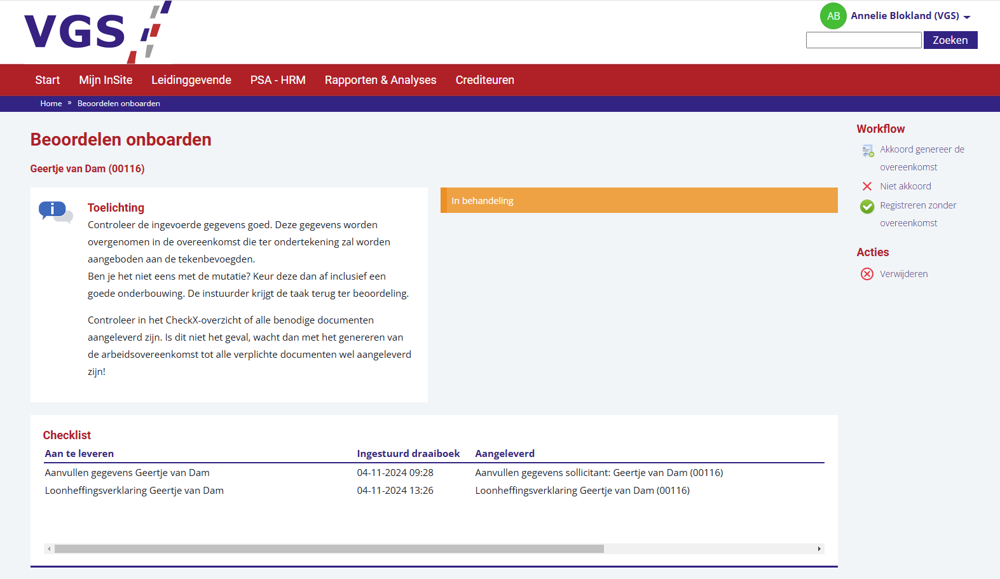 VGS
AB Annelie Blokland (VGS)
Zoeken
Start Mijn InSite Leidinggevende PSA - HRM Rapporten & Analyses Crediteuren
Home » Beoordelen onboarden
Beoordelen onboarden
Geertje van Dam (00116)
Toelichting
Controleer de ingevoerde gegevens goed. Deze gegevens worden
overgenomen in de overeenkomst die ter ondertekening zal worden
aangeboden aan de tekenbevoegden.
Ben je het niet eens met de mutatie? Keur deze dan af inclusief een
goede onderbouwing. De instuurder krijgt de taak terug ter beoordeling.
Controleer in het CheckX-overzicht of alle benodige documenten
aangeleverd zijn. Is dit niet het geval, wacht dan met het genereren van
de arbeidsovereenkomst tot alle verplichte documenten wel aangeleverd
zijn!
In behandeling
Workflow
Akkoord genereer de
overeenkomst
Niet akkoord
Registreren zonder
overeenkomst
Acties
Verwijderen
Checklist
Aan te leveren Ingestuurd draaiboek Aangeleverd
Aanvullen gegevens Geertje van Dam 04-11-2024 09:28 Aanvullen gegevens sollicitant: Geertje van Dam (00116)
Loonheffingsverklaring Geertje van Dam 04-11-2024 13:26 Loonheffingsverklaring Geertje van Dam (00116)